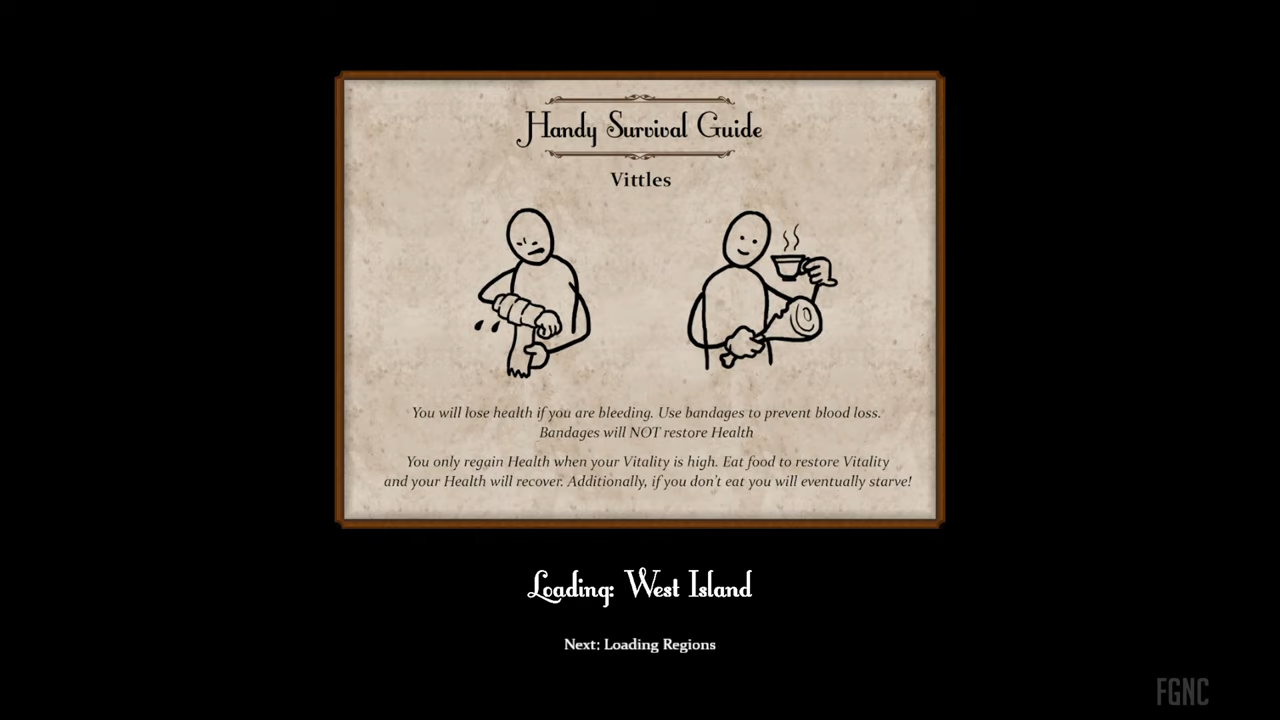 Handy Survival Guide
Vittles
You will lose health if you are bleeding. Use bandages to prevent blood loss.
Bandages will NOT restore Health
You only regain Health when your Vitality is high. Eat food to restore Vitality
and your Health will recover. Additionally, if you don't eat you will eventually starve!
Loading: West Island
Next: Loading Regions
FGNC